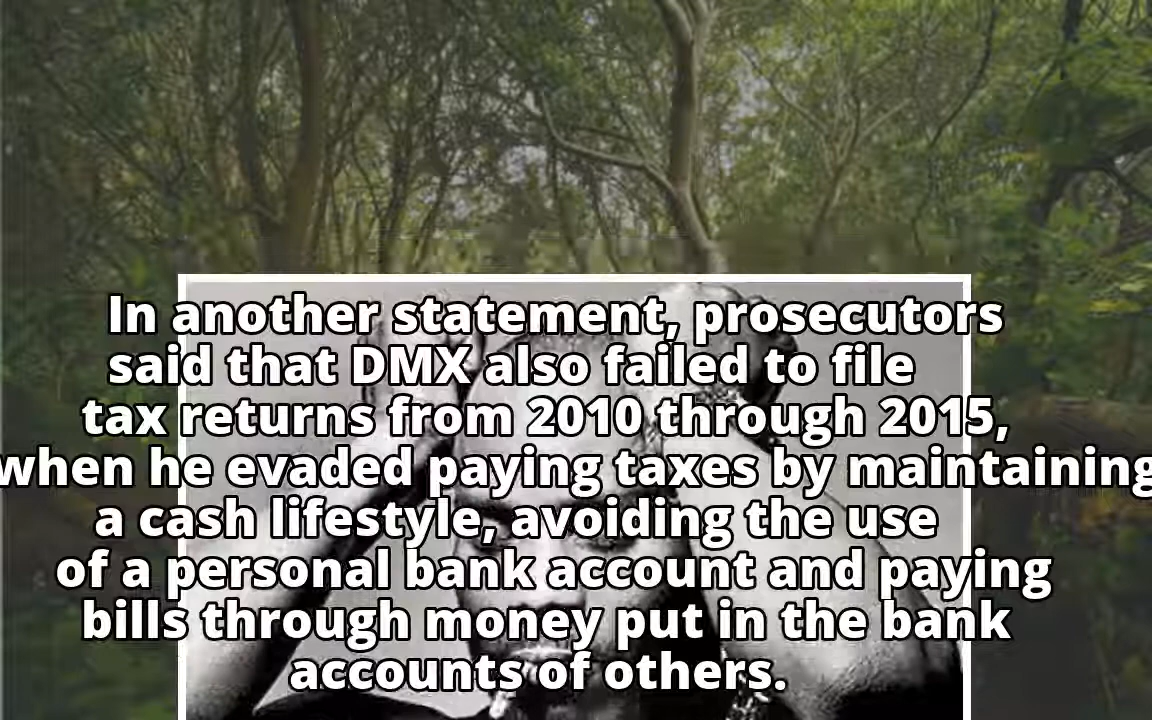 In another statement, prosecutors
said that DMX also failed to file
tax returns from 2010 through 2015,
when he evaded paying taxes by maintaining
a cash lifestyle, avoiding the use
of a personal bank account and paying
bills through money put in the bank
accounts of others.